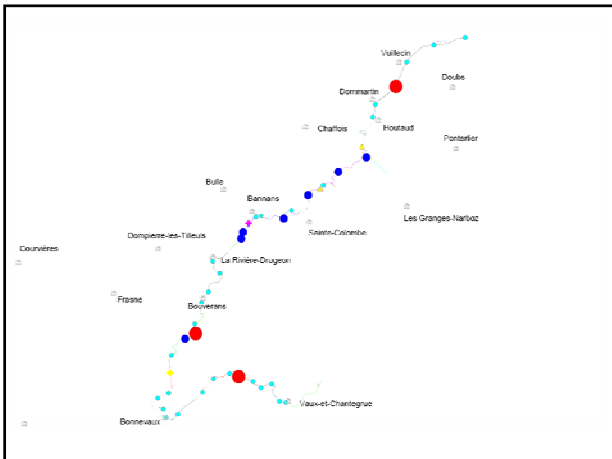 Vuillecin
Doubs
Dommartin
Houtaud
Chaffois
Pontarlier
Bulle
Bannans
Les Granges-Narboz
Sainte-Colombe
Dompierre-les-Tilleuls
Courvières
La Rivière-Drugeon
Frasne
Bouverans
Vaux-et-Chantegrue
Bonnevaux